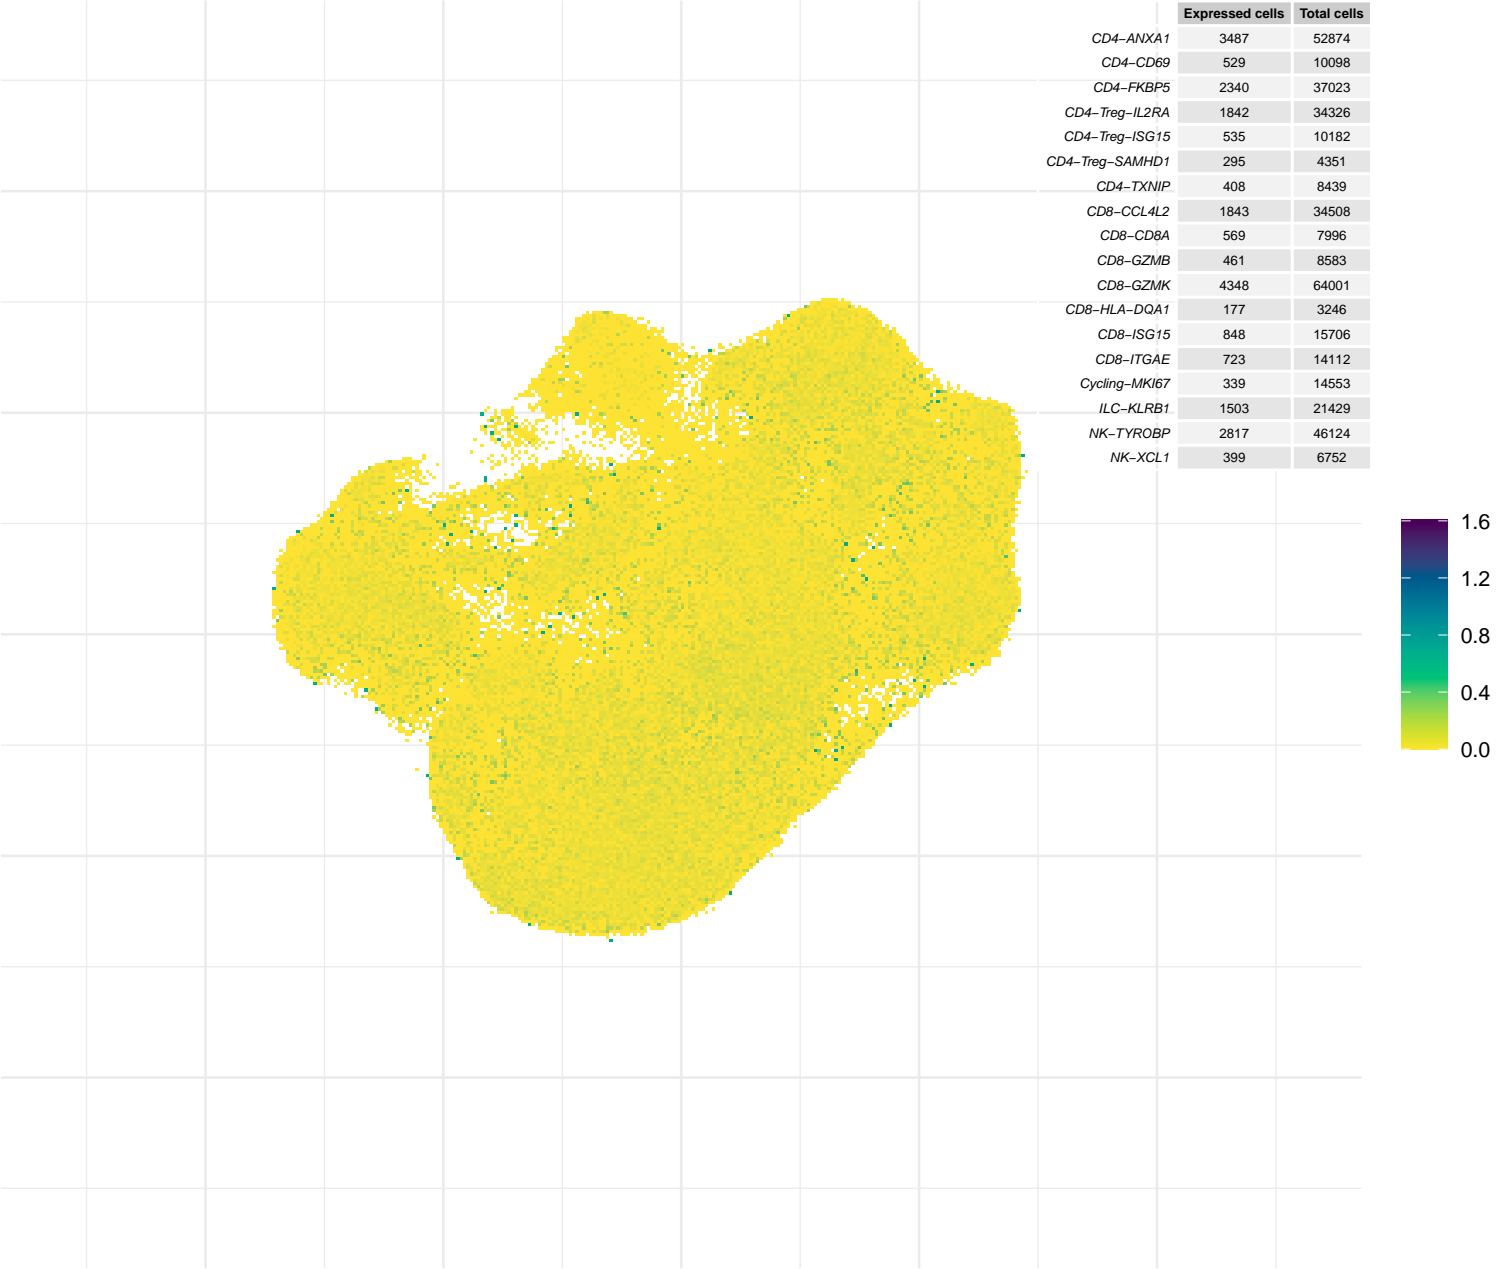 Expressed cells Total cells
CD4−ANXA1 3487 52874
CD4−CD69 529 10098
CD4−FKBP5 2340 37023
CD4−Treg−IL2RA 1842 34326
CD4−Treg−ISG15 535 10182
CD4−Treg−SAMHD1 295 4351
CD4−TXNIP 408 8439
CD8−CCL4L2 1843 34508
CD8−CD8A 569 7996
CD8−GZMB 461 8583
CD8−GZMK 4348 64001
CD8−HLA−DQA1 177 3246
CD8−ISG15 848 15706
CD8−ITGAE 723 14112
Cycling−MKI67 339 14553
ILC−KLRB1 1503 21429
NK−TYROBP 2817 46124
NK−XCL1 399 6752
1.6
1.2
0.8
0.4
0.0